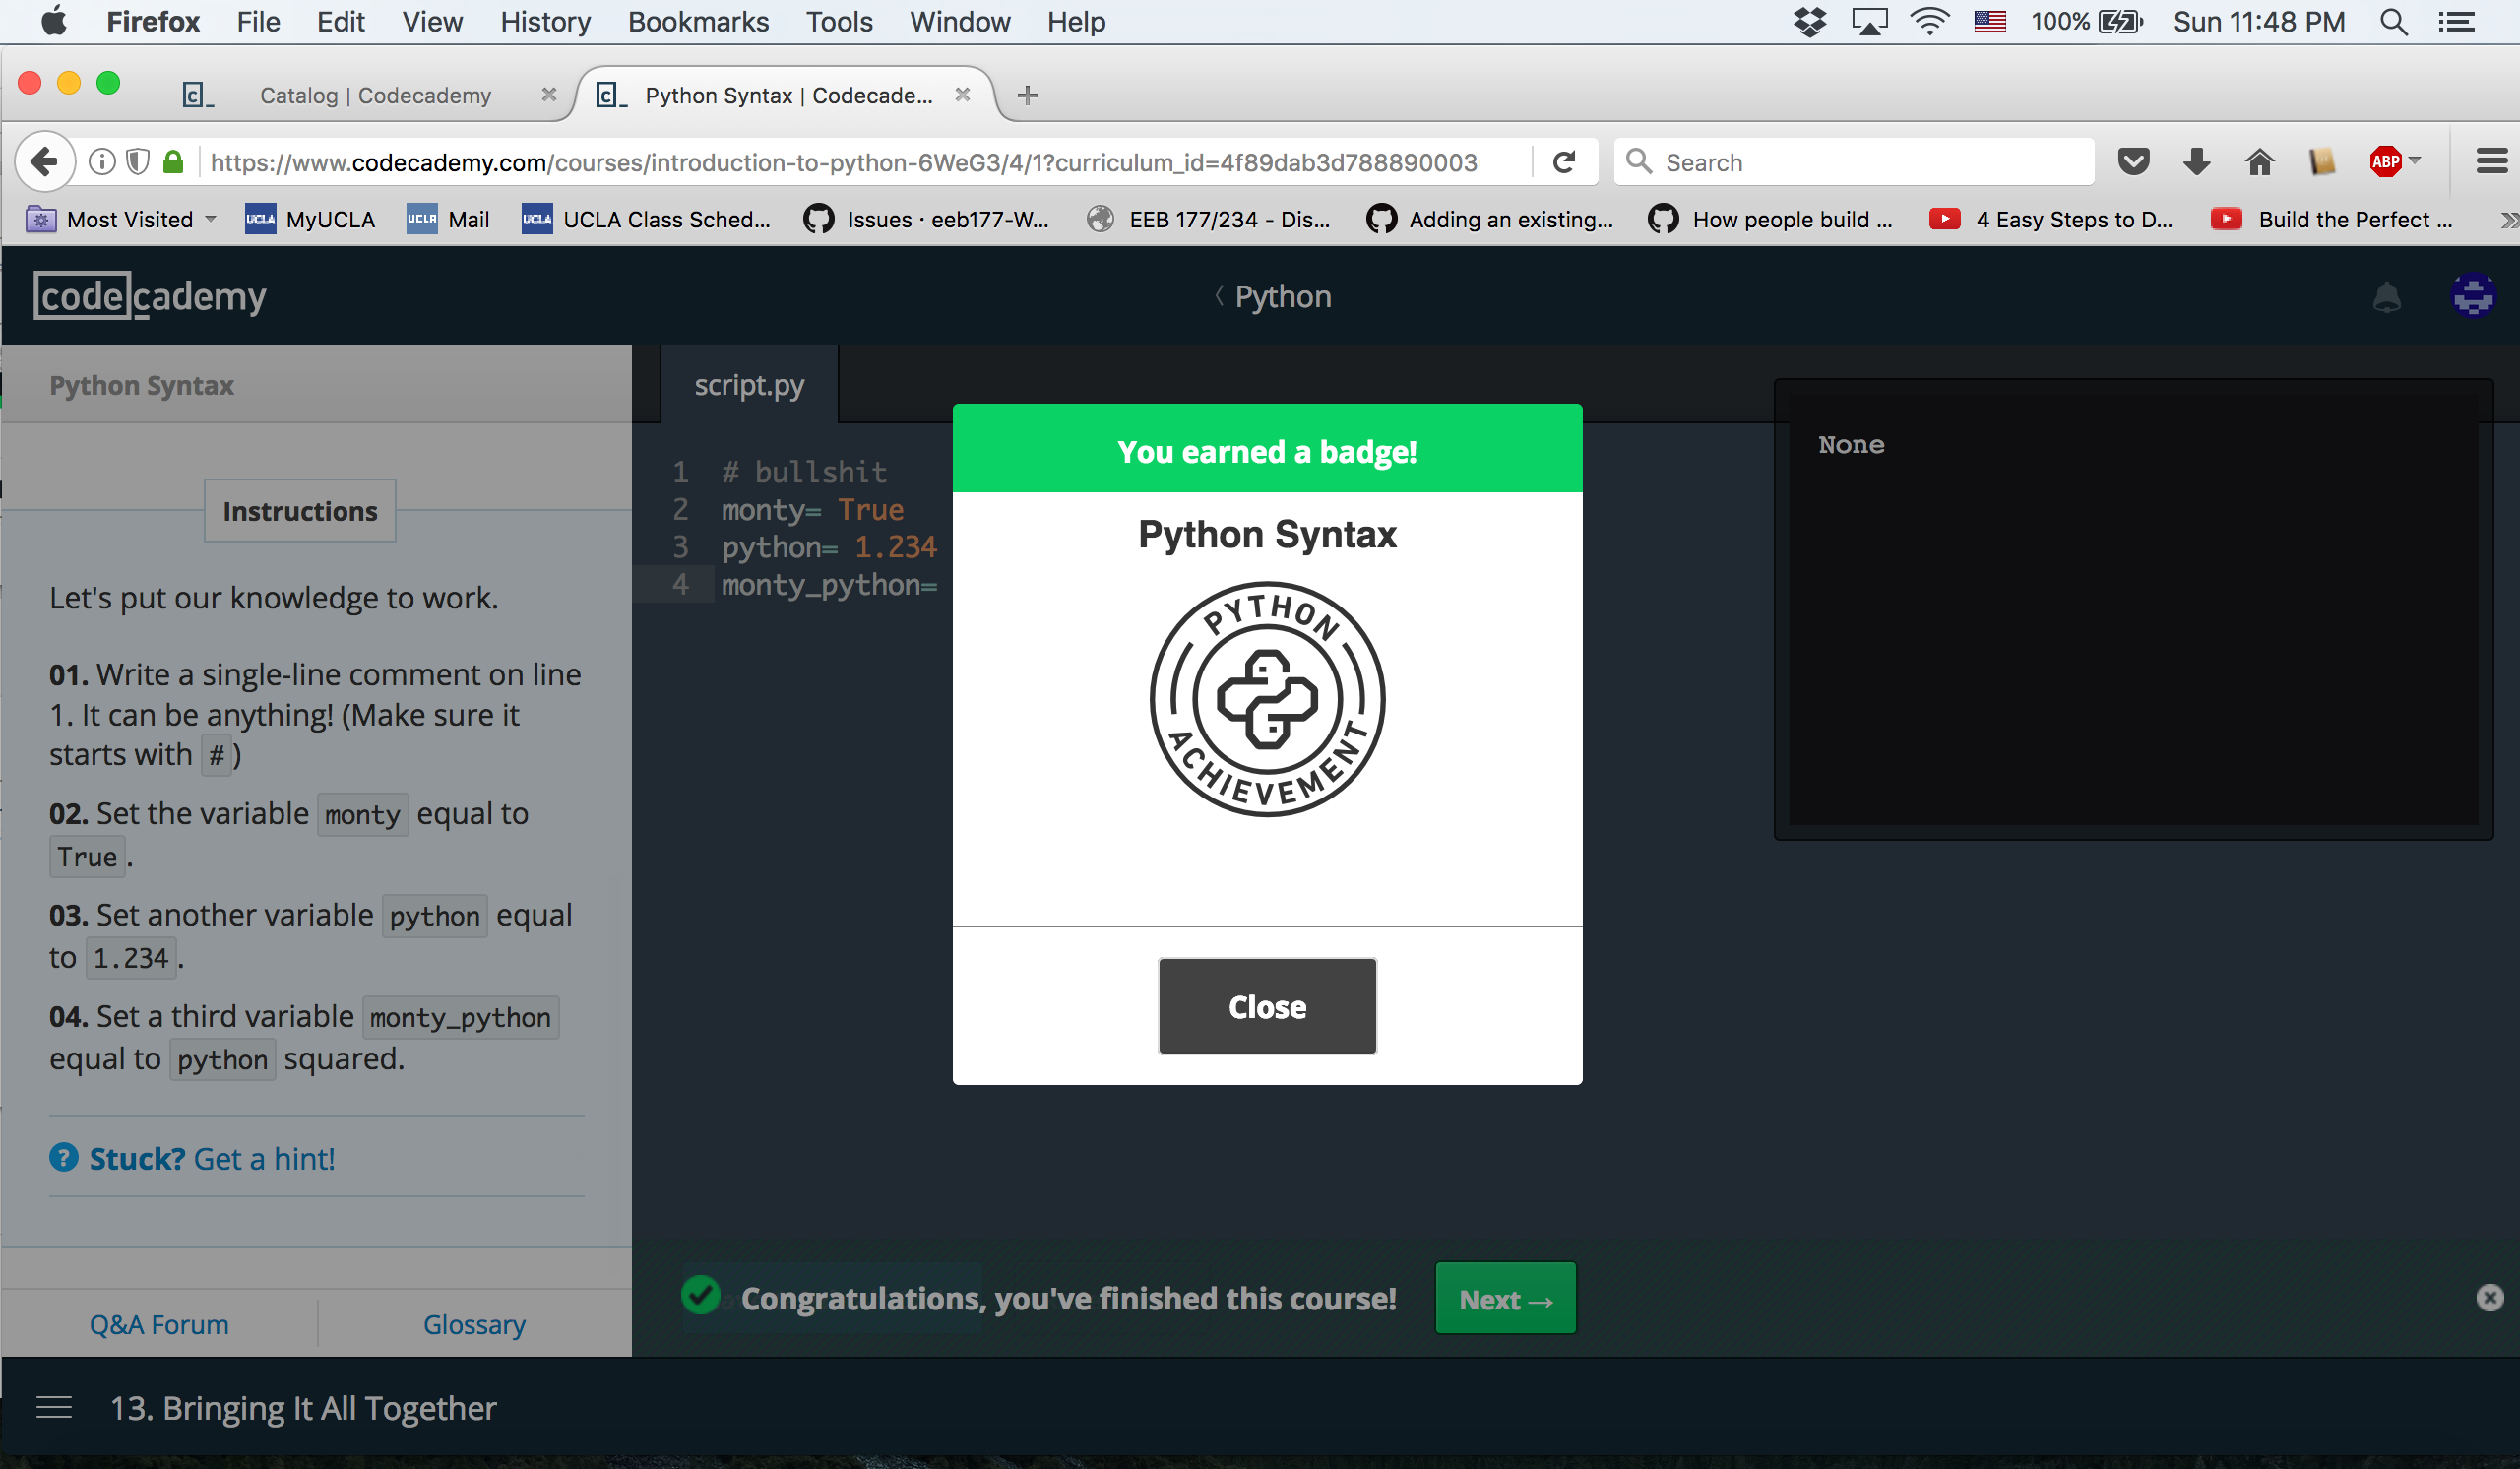 Firefox File Edit View History Bookmarks Tools Window Help 100% Sun 11:48 PM
Catalog | Codecademy
Python Syntax | Codecade...
https://www.codecademy.com/courses/introduction-to-python-6WeG3/4/1?curriculum_id=4f89dab3d788890003
Search
ABP
Most Visited
UCLA MyUCLA
UCLA Mail
UCLA UCLA Class Sched...
Issues · eeb177-W...
EEB 177/234 - Dis...
Adding an existing...
How people build ...
4 Easy Steps to D...
Build the Perfect ...
codecademy
Python
Python Syntax
Instructions
Let's put our knowledge to work.
01. Write a single-line comment on line
1. It can be anything! (Make sure it
starts with #)
02. Set the variable monty equal to
True.
03. Set another variable python equal
to 1.234.
04. Set a third variable monty_python
equal to python squared.
? Stuck? Get a hint!
Q&A Forum
Glossary
script.py
1 # bullshit
2 monty= True
3 python= 1.234
4 monty_python=
You earned a badge!
Python Syntax
PYTHON
ACHIEVEMENT
Close
None
Congratulations, you've finished this course!
Next →
13. Bringing It All Together